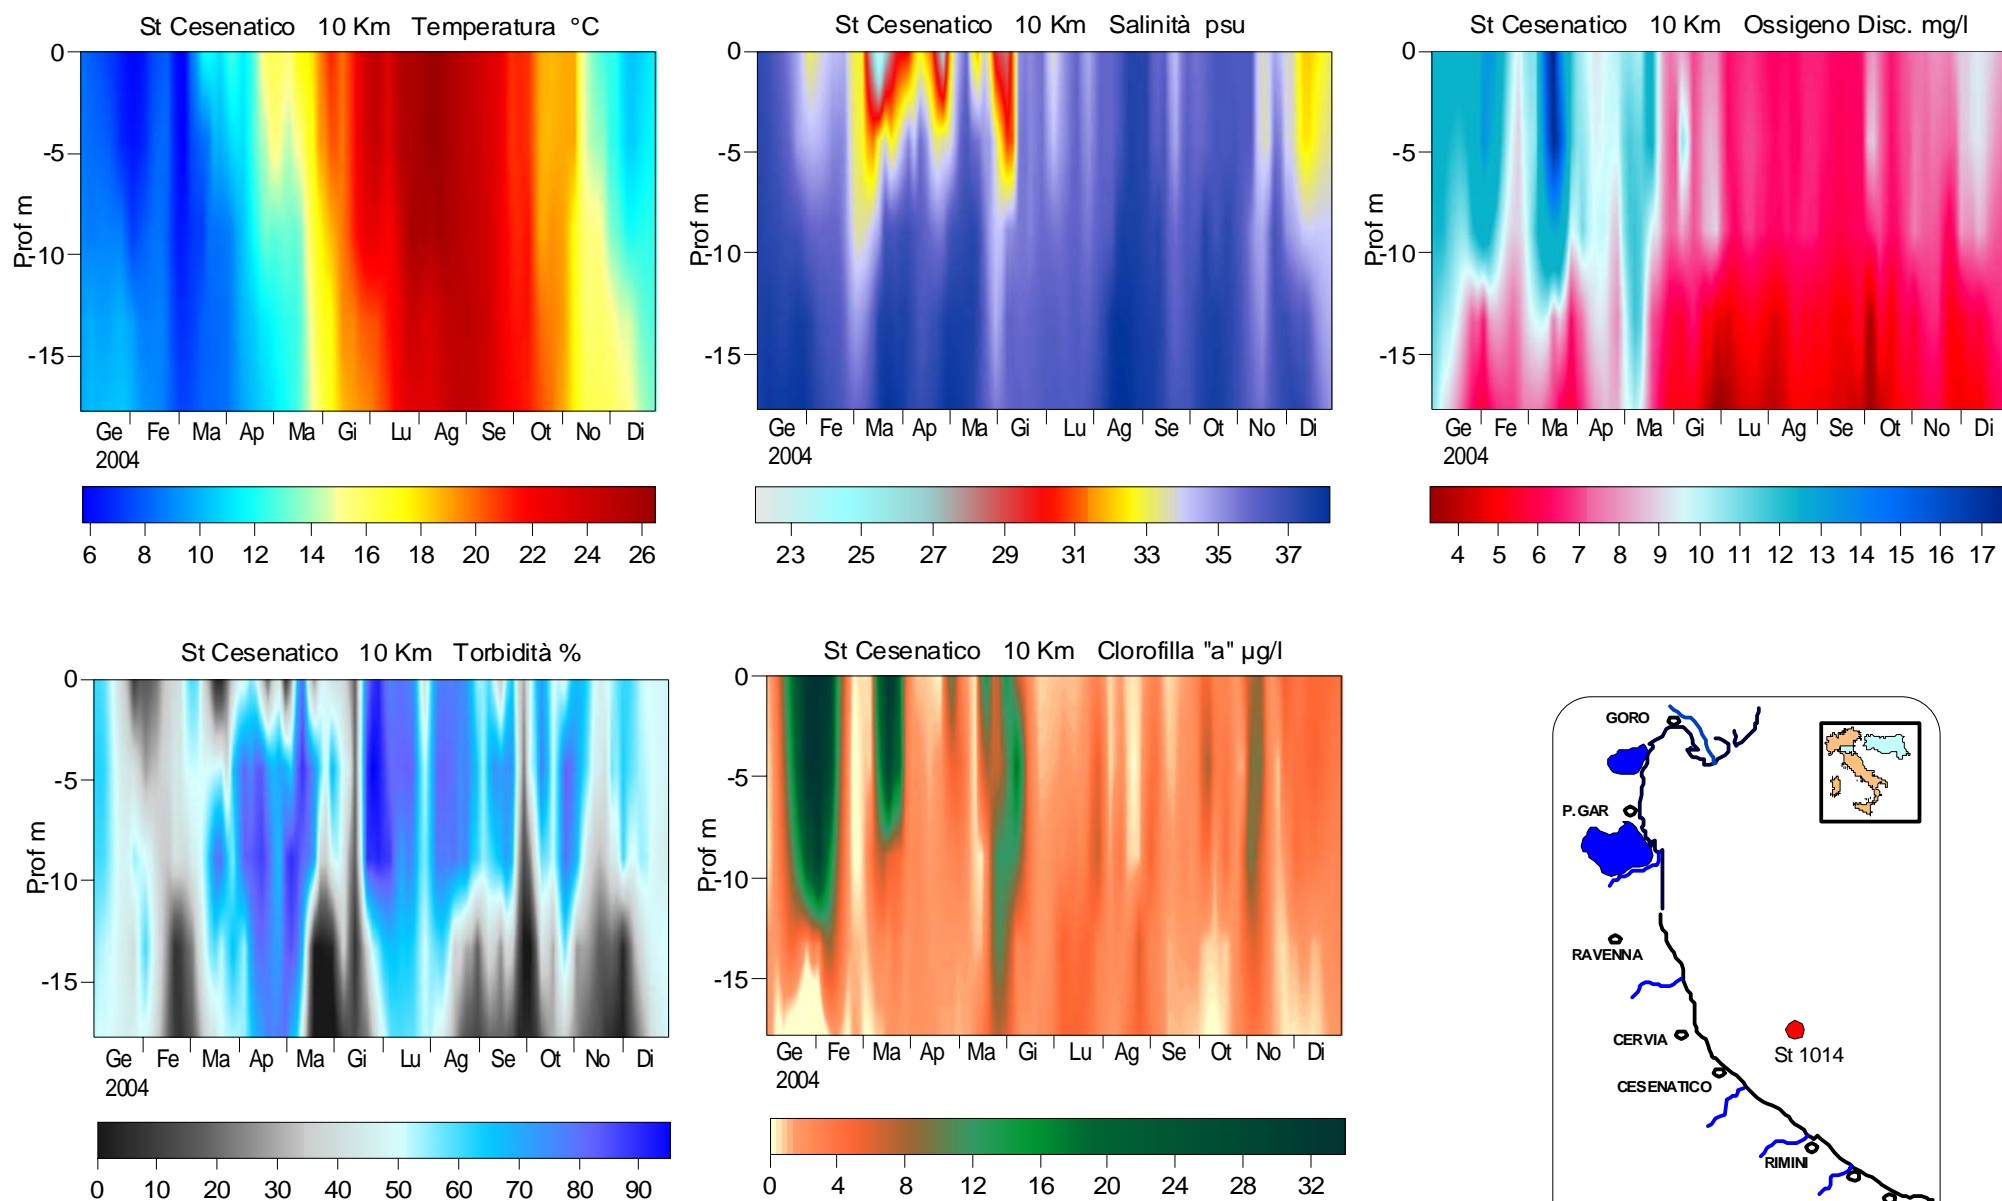 St Cesenatico 10 Km Temperatura °C
0
-5
-10
-15
Prof m
Ge Fe Ma Ap Ma Gi Lu Ag Se Ot No Di
2004
6 8 10 12 14 16 18 20 22 24 26
St Cesenatico 10 Km Salinità psu
0
-5
-10
-15
Prof m
Ge Fe Ma Ap Ma Gi Lu Ag Se Ot No Di
2004
23 25 27 29 31 33 35 37
St Cesenatico 10 Km Ossigeno Disc. mg/l
0
-5
-10
-15
Prof m
Ge Fe Ma Ap Ma Gi Lu Ag Se Ot No Di
2004
4 5 6 7 8 9 10 11 12 13 14 15 16 17
St Cesenatico 10 Km Torbidità %
0
-5
-10
-15
Prof m
Ge Fe Ma Ap Ma Gi Lu Ag Se Ot No Di
2004
0 10 20 30 40 50 60 70 80 90
St Cesenatico 10 Km Clorofilla "a" µg/l
0
-5
-10
-15
Prof m
Ge Fe Ma Ap Ma Gi Lu Ag Se Ot No Di
2004
0 4 8 12 16 20 24 28 32
GORO
P.GAR
RAVENNA
CERVIA
St 1014
CESENATICO
RIMINI